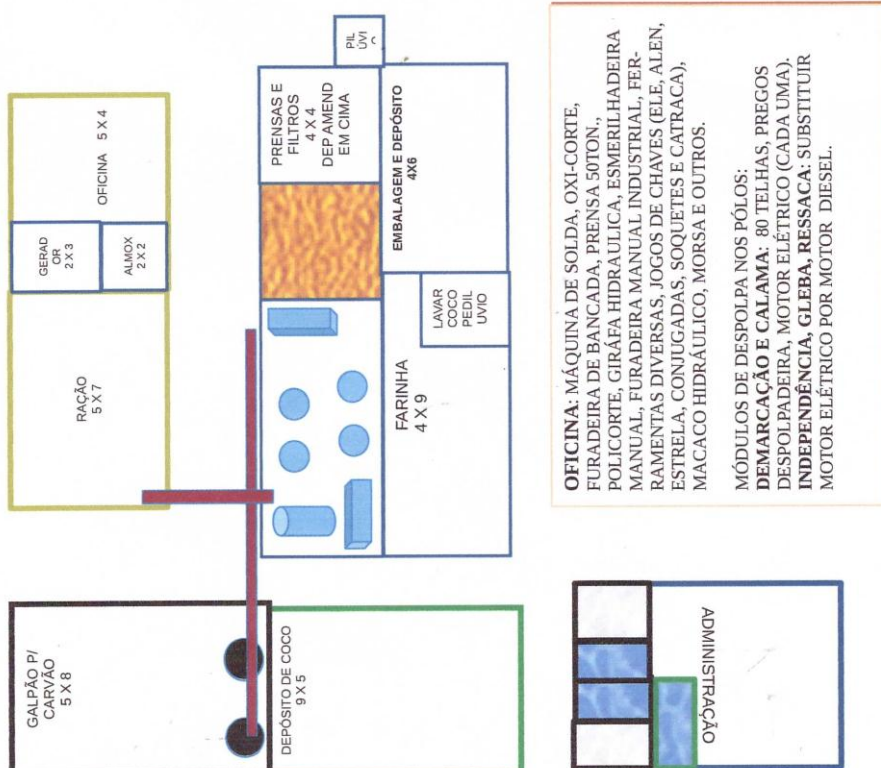 GALPÃO P/
CARVÃO
5 X 8
RAÇÃO
5 X 7
GERAD
OR
2 X 3
ALMOX
2 X 2
OFICINA 5 X 4
DEPÓSITO DE COCO
9 X 5
PRENSAS E
FILTROS
4 X 4
DEP AMEND
EM CIMA
PIL
ÚVI
FARINHA
4 X 9
LAVAR
COCO
PEDIL
UVIO
EMBALAGEM E DEPÓSITO
4X6
ADMINISTRAÇÃO
OFICINA: MÁQUINA DE SOLDA, OXI-CORTE,
FURADEIRA DE BANCADA, PRENSA 50TON.,
POLICORTE, GIRÁFA HIDRAULICA, ESMERILHADEIRA
MANUAL, FURADEIRA MANUAL INDUSTRIAL, FER-
RAMENTAS DIVERSAS, JOGOS DE CHAVES (ELE, ALEN,
ESTRELA, CONJUGADAS, SOQUETES E CATRACA),
MACACO HIDRÁULICO, MORSA E OUTROS.
MÓDULOS DE DESPOLPA NOS PÓLOS:
DEMARCAÇÃO E CALAMA: 80 TELHAS, PREGOS
DESPOLPADEIRA, MOTOR ELÉTRICO (CADA UMA).
INDEPENDÊNCIA, GLEBA, RESSACA: SUBSTITUIR
MOTOR ELÉTRICO POR MOTOR DIESEL.